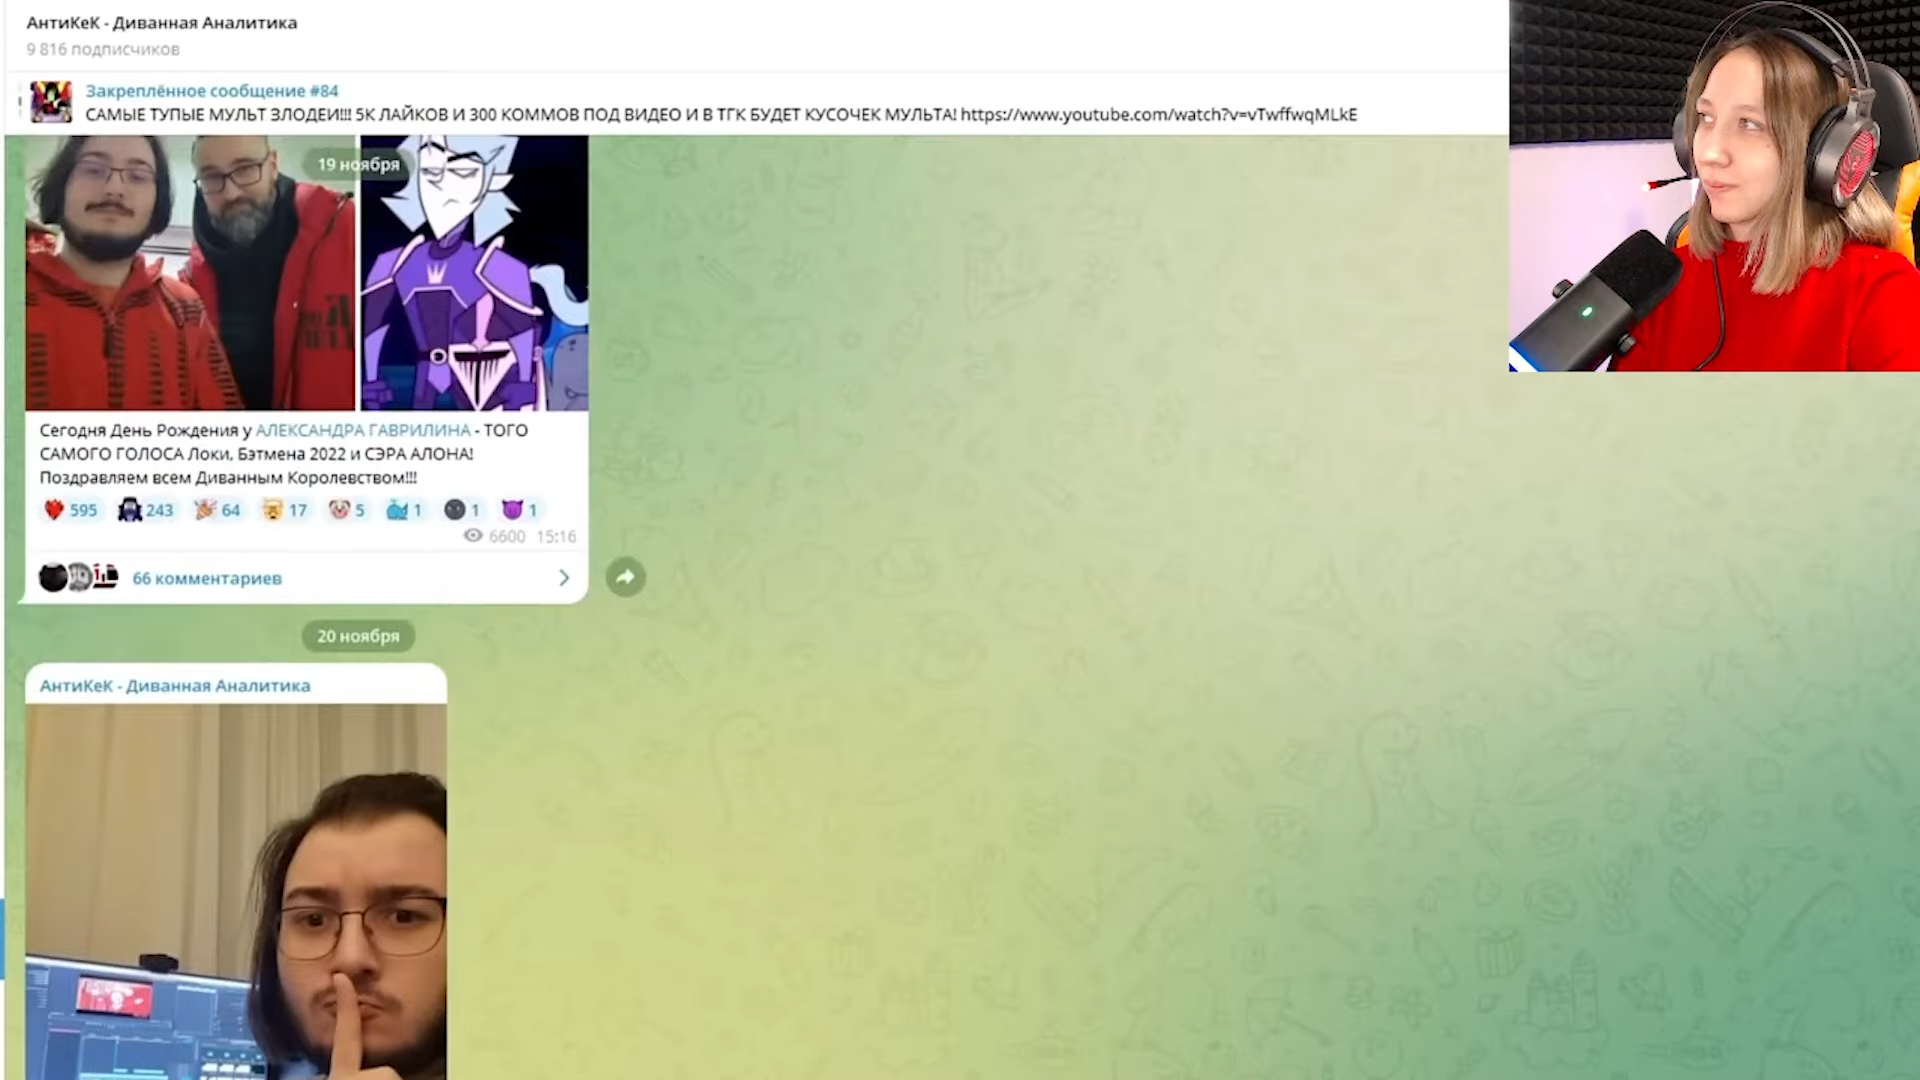 АнтиКеК - Диванная Аналитика
9 816 подписчиков
Закреплённое сообщение #84
САМЫЕ ТУПЫЕ МУЛЬТ ЗЛОДЕИ!!! 5К ЛАЙКОВ И 300 КОММОВ ПОД ВИДЕО И В ТГК БУДЕТ КУСОЧЕК МУЛЬТА! https://www.youtube.com/watch?v=vTwffwqMLkE
19 ноября
Сегодня День Рождения у АЛЕКСАНДРА ГАВРИЛИНА - ТОГО
САМОГО ГОЛОСА Локи, Бэтмена 2022 и СЭРА АЛОНА!
Поздравляем всем Диванным Королевством!!!
595 243 64 17 5 1 1 1
6600 15:16
66 комментариев
20 ноября
АнтиКеК - Диванная Аналитика